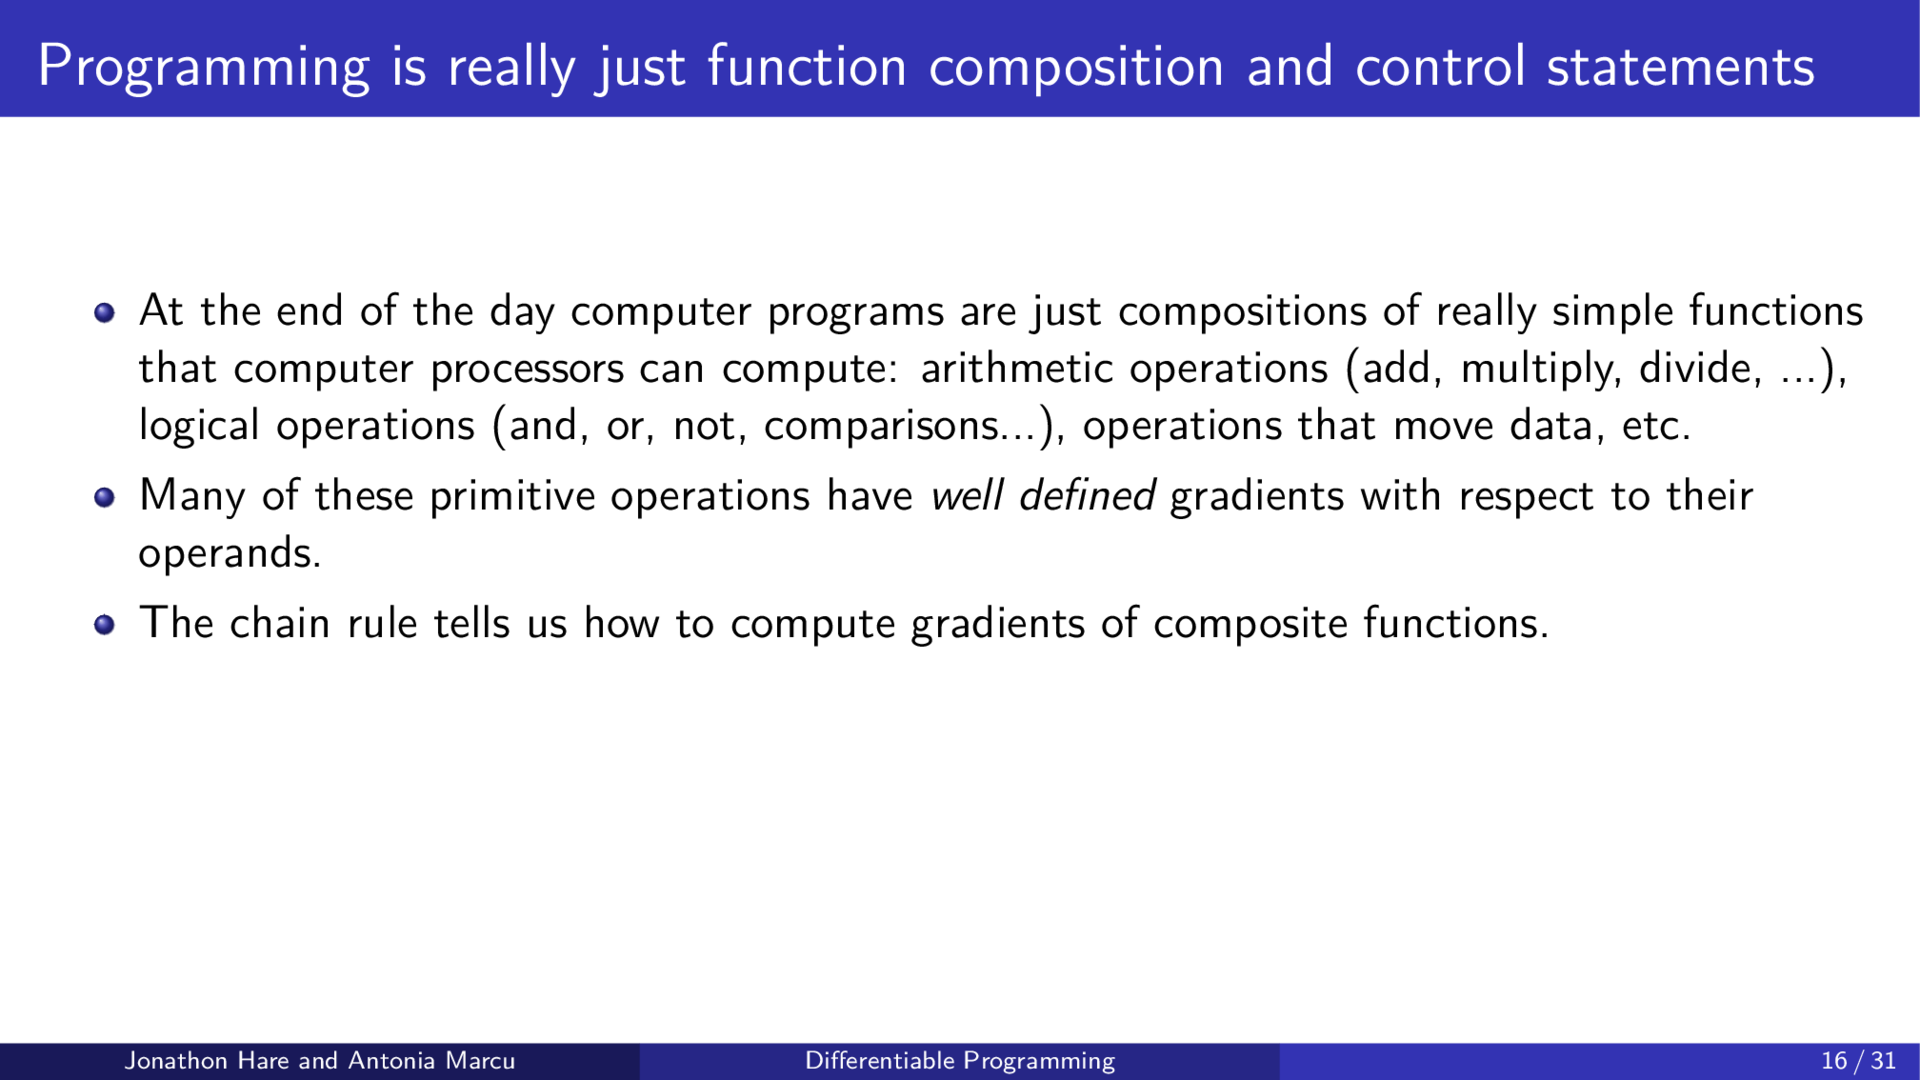 Programming is really just function composition and control statements
At the end of the day computer programs are just compositions of really simple functions
that computer processors can compute: arithmetic operations (add, multiply, divide, ...),
logical operations (and, or, not, comparisons...), operations that move data, etc.
Many of these primitive operations have well defined gradients with respect to their
operands.
The chain rule tells us how to compute gradients of composite functions.
Jonathon Hare and Antonia Marcu
Differentiable Programming
16 / 31